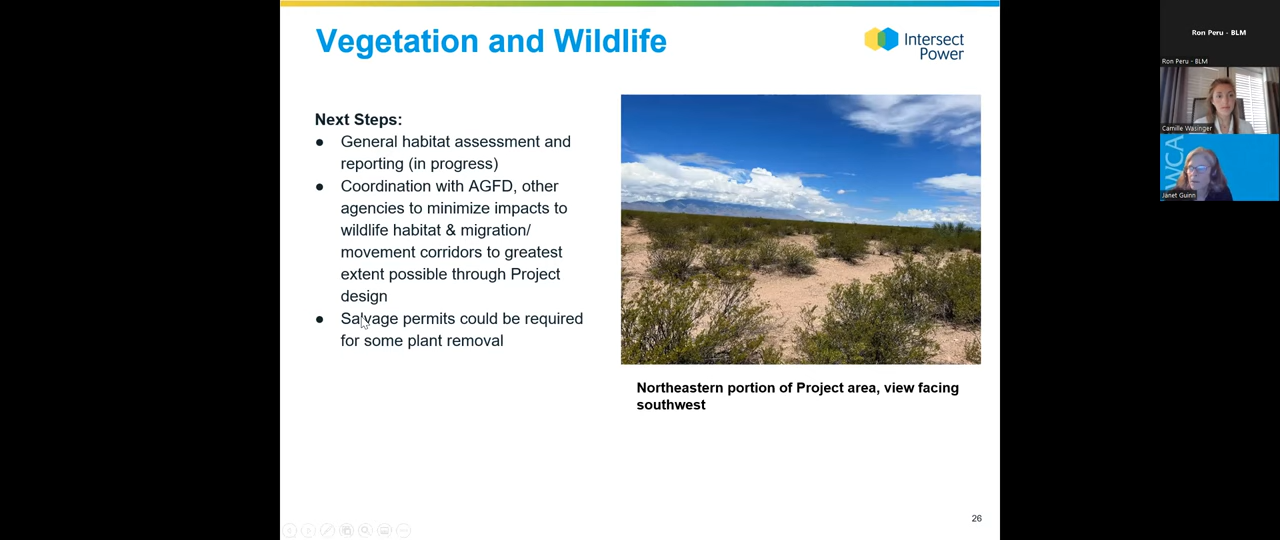 Vegetation and Wildlife
Intersect
Power
Next Steps:
● General habitat assessment and
reporting (in progress)
● Coordination with AGFD, other
agencies to minimize impacts to
wildlife habitat & migration/
movement corridors to greatest
extent possible through Project
design
● Salvage permits could be required
for some plant removal
Northeastern portion of Project area, view facing
southwest
26
Ron Peru - BLM
Ron Peru - BLM
Camille Wasinger
WCA
Janet Guinn